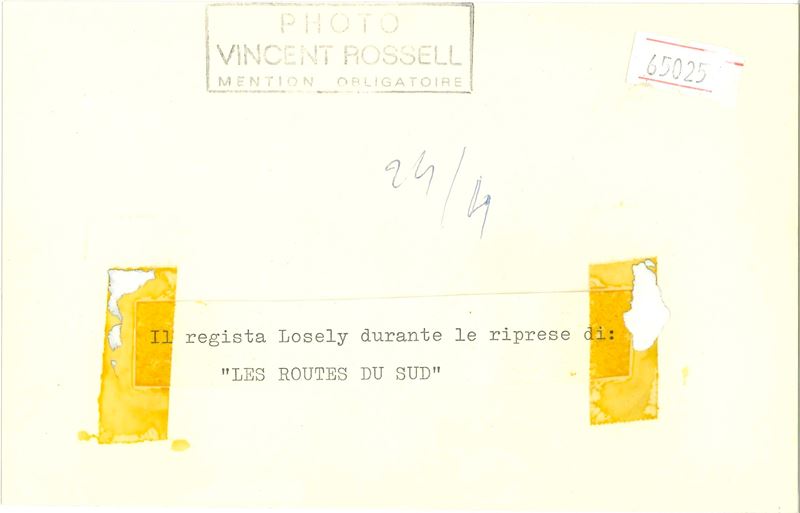 PHOTO
VINCENT ROSSELL
MENTION OBLIGATOIRE
65025
24/4
Il regista Losely durante le riprese di:
"LES ROUTES DU SUD"